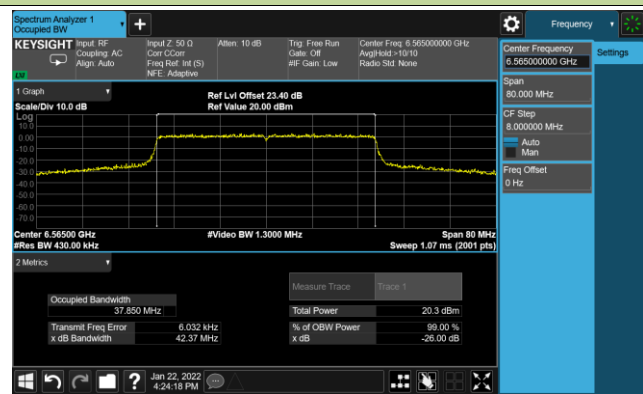 Spectrum Analyzer 1
Occupied BW
+
Frequency
KEYSIGHT
Input: RF
Coupling: AC
Align: Auto
Input Z: 50 Ω
Corr CCorr
Freq Ref: Int (S)
NFE: Adaptive
Atten: 10 dB
Trig: Free Run
Gate: Off
#IF Gain: Low
Center Freq: 6.565000000 GHz
Avg|Hold:>10/10
Radio Std: None
Center Frequency
6.565000000 GHz
Settings
Span
80.000 MHz
CF Step
8.000000 MHz
Auto
Man
Freq Offset
0 Hz
1 Graph
Scale/Div 10.0 dB
Ref Lvl Offset 23.40 dB
Ref Value 20.00 dBm
Log
10.0
0.00
-10.0
-20.0
-30.0
-40.0
-50.0
-60.0
-70.0
Center 6.56500 GHz
#Res BW 430.00 kHz
#Video BW 1.3000 MHz
Span 80 MHz
Sweep 1.07 ms (2001 pts)
2 Metrics
Measure Trace
Trace 1
Occupied Bandwidth
37.850 MHz
Total Power
20.3 dBm
Transmit Freq Error
6.032 kHz
% of OBW Power
99.00 %
x dB Bandwidth
42.37 MHz
x dB
-26.00 dB
?
Jan 22, 2022
4:24:18 PM